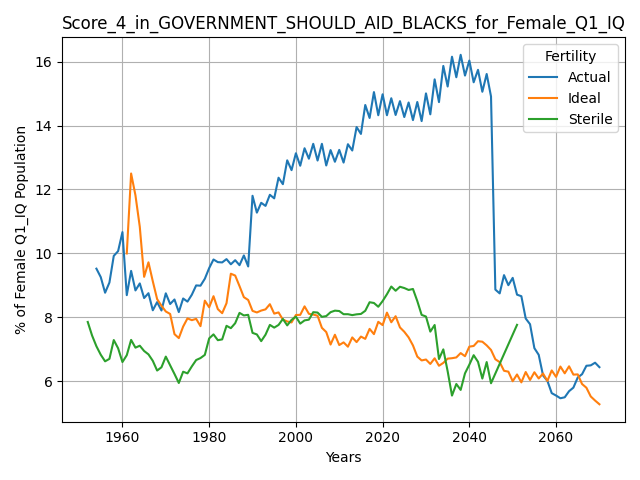 Score_4_in_GOVERNMENT_SHOULD_AID_BLACKS_for_Female_Q1_IQ
% of Female Q1_IQ Population
16
14
12
10
8
6
Fertility
Actual
Ideal
Sterile
1960 1980 2000 2020 2040 2060
Years